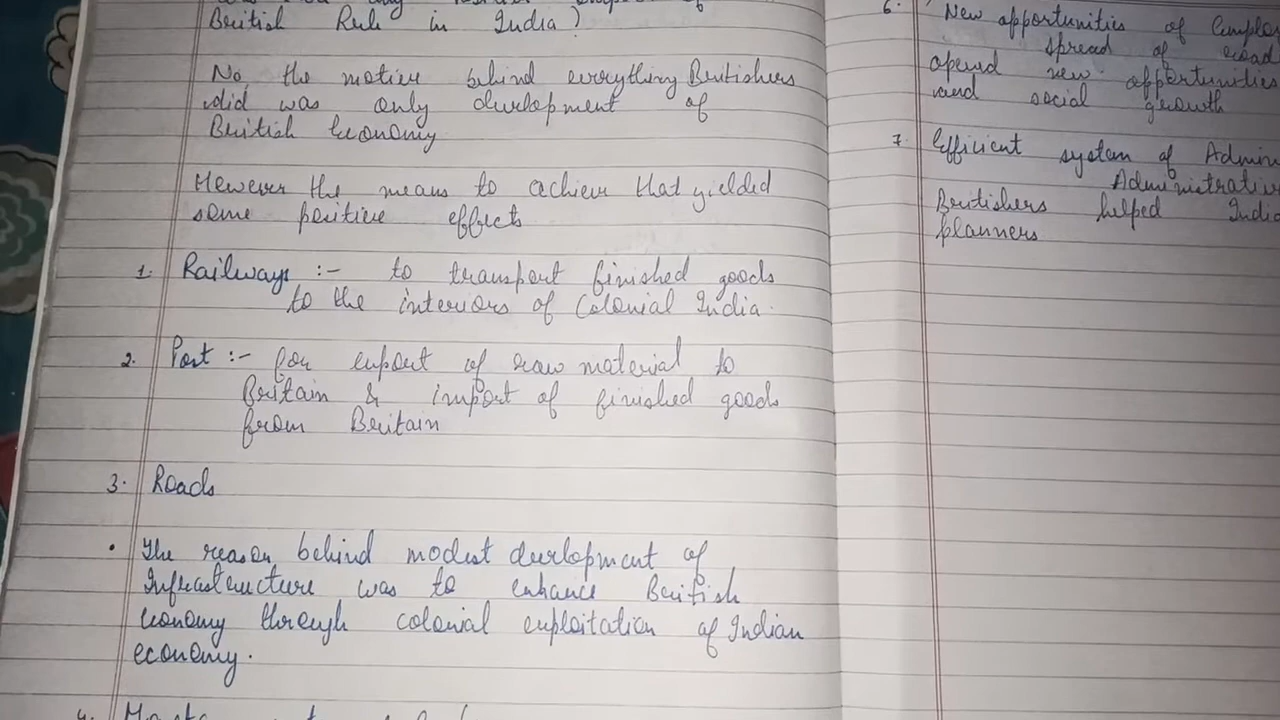 British Rule in India?
No, the motive behind everything Britishers
did was only development of
British Economy
However the means to achieve that yielded
some positive effects
1. Railways :- to transport finished goods
to the interiors of Colonial India.
2. Port :- for export of raw material to
Britain & import of finished goods
from Britain
3. Roads
• The reason behind modest development of
Infrastructure was to enhance British
economy through colonial exploitation of Indian
economy.
4.
6. New opportunities of
spread of
opened new opportunities
and social growth
7. Efficient system of Admin
Administrative
Britishers helped India
planners